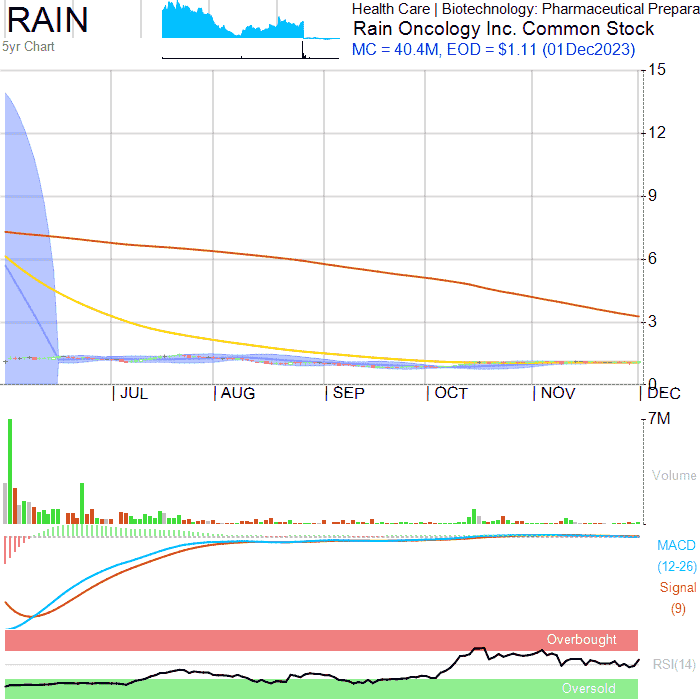 RAIN
5yr Chart
Health Care | Biotechnology: Pharmaceutical Prepara
Rain Oncology Inc. Common Stock
MC = 40.4M, EOD = $1.11 (01Dec2023)
15
12
9
6
3
0
| JUL
| AUG
| SEP
| OCT
| NOV
| DEC
7M
Volume
MACD
(12-26)
Signal
(9)
Overbought
RSI(14)
Oversold